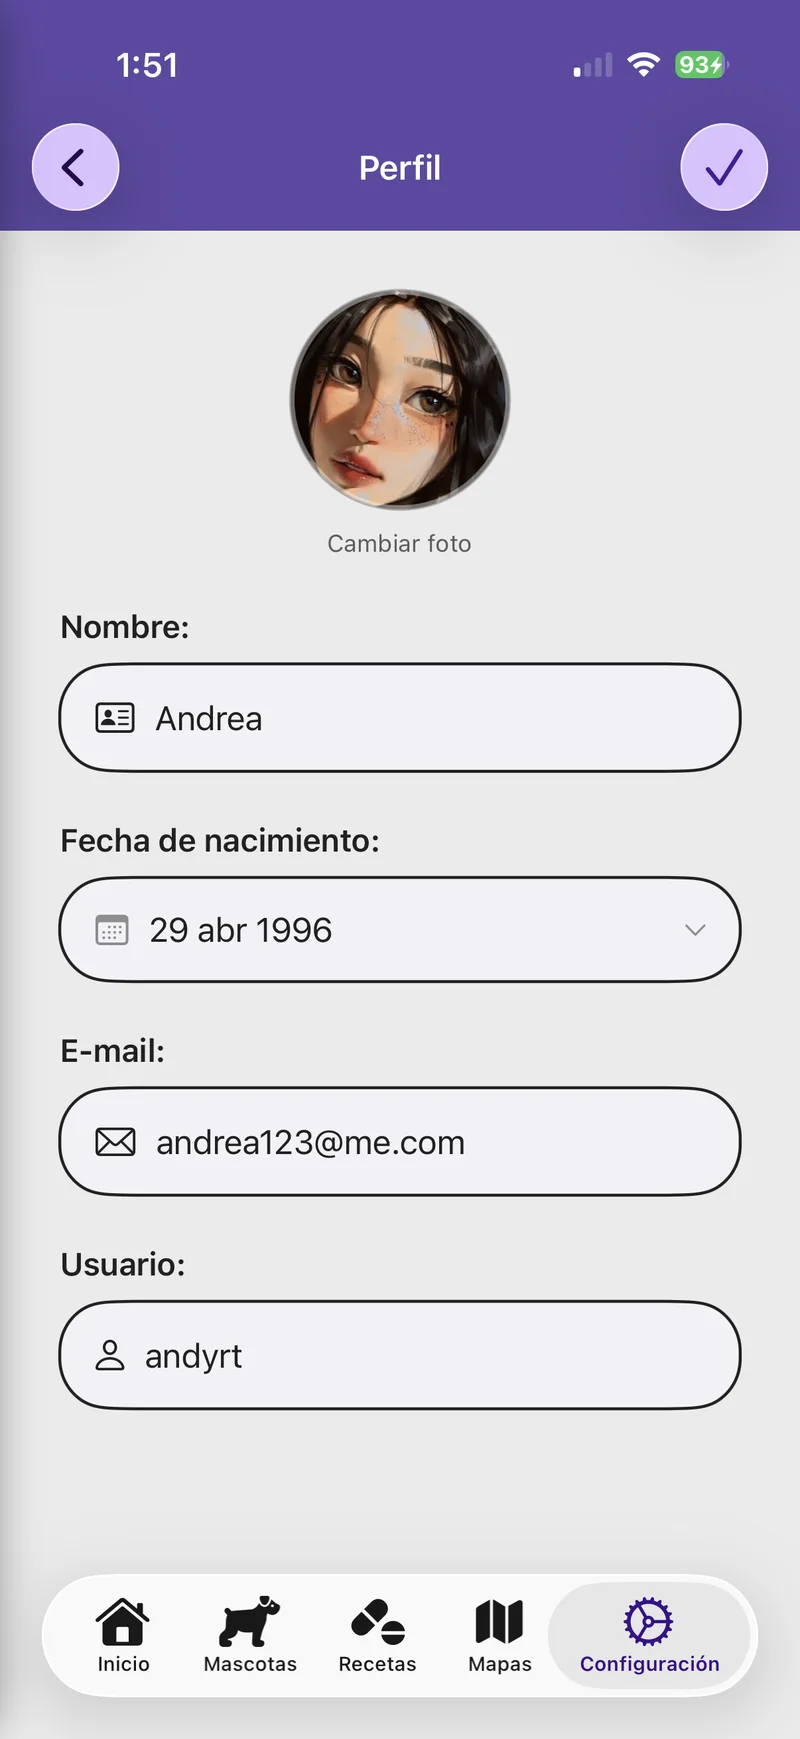 1:51
93
Perfil
Cambiar foto
Nombre:
Andrea
Fecha de nacimiento:
29 abr 1996
E-mail:
andrea123@me.com
Usuario:
andyrt
Inicio
Mascotas
Recetas
Mapas
Configuración